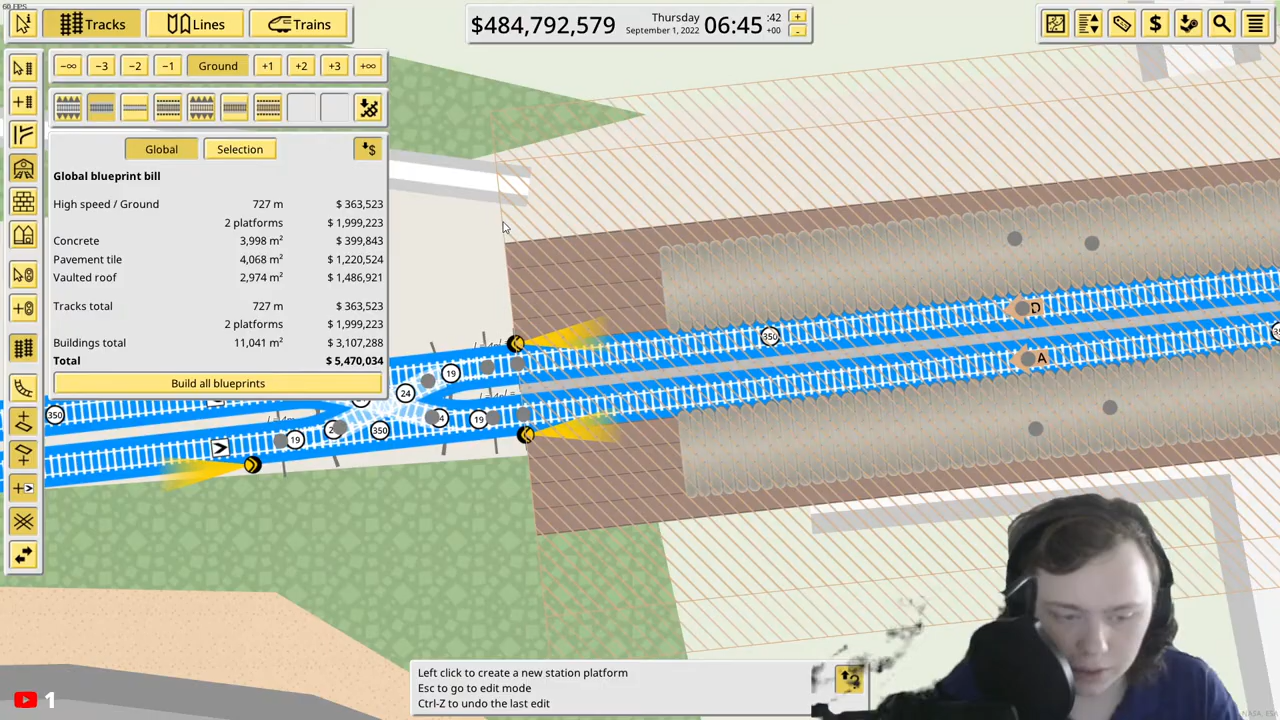 60 FPS
Tracks
Lines
Trains
$484,792,579
Thursday
September 1, 2022
06:45
:42
+00
+
-
−∞
−3
−2
−1
Ground
+1
+2
+3
+∞
Global
Selection
Global blueprint bill
High speed / Ground 727 m $ 363,523
2 platforms $ 1,999,223
Concrete 3,998 m² $ 399,843
Pavement tile 4,068 m² $ 1,220,524
Vaulted roof 2,974 m² $ 1,486,921
Tracks total 727 m $ 363,523
2 platforms $ 1,999,223
Buildings total 11,041 m² $ 3,107,288
Total $ 5,470,034
Build all blueprints
D
350
A
19
24
350
19
350
19
Left click to create a new station platform
Esc to go to edit mode
Ctrl-Z to undo the last edit
1